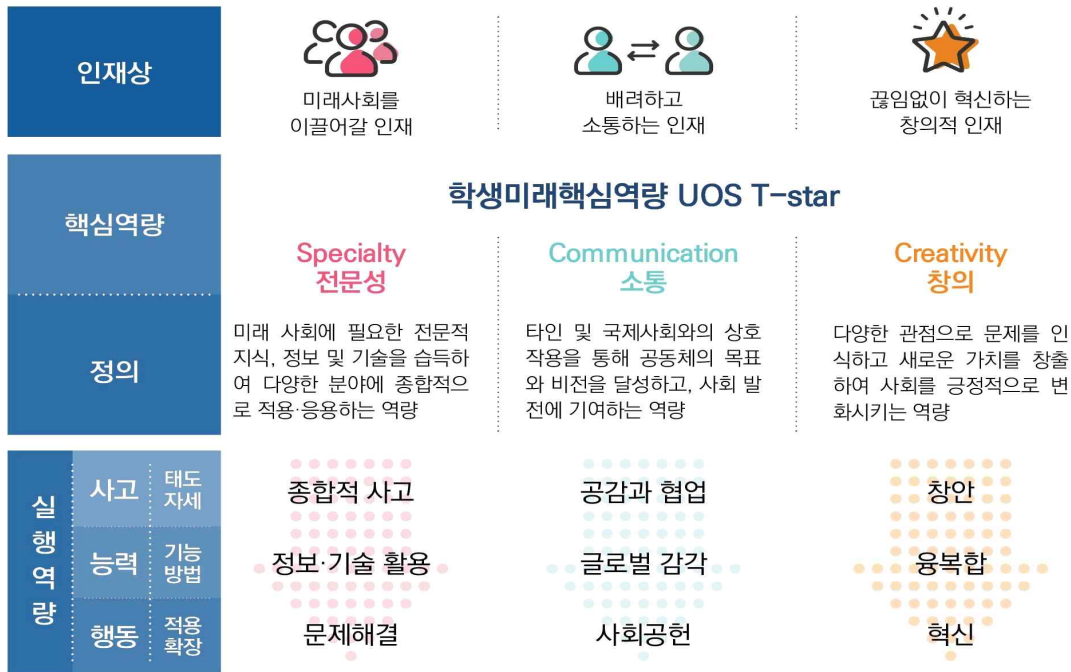 인재상
미래사회를
이끌어갈 인재
배려하고
소통하는 인재
끊임없이 혁신하는
창의적 인재
핵심역량
학생미래핵심역량 UOS T-star
Specialty
전문성
Communication
소통
Creativity
창의
정의
미래 사회에 필요한 전문적
지식, 정보 및 기술을 습득하
여 다양한 분야에 종합적으
로 적용·응용하는 역량
타인 및 국제사회와의 상호
작용을 통해 공동체의 목표
와 비전을 달성하고, 사회 발
전에 기여하는 역량
다양한 관점으로 문제를 인
식하고 새로운 가치를 창출
하여 사회를 긍정적으로 변
화시키는 역량
실행역량
사고
태도
자세
종합적 사고
공감과 협업
창안
능력
기능
방법
정보·기술 활용
글로벌 감각
융복합
행동
적용
확장
문제해결
사회공헌
혁신